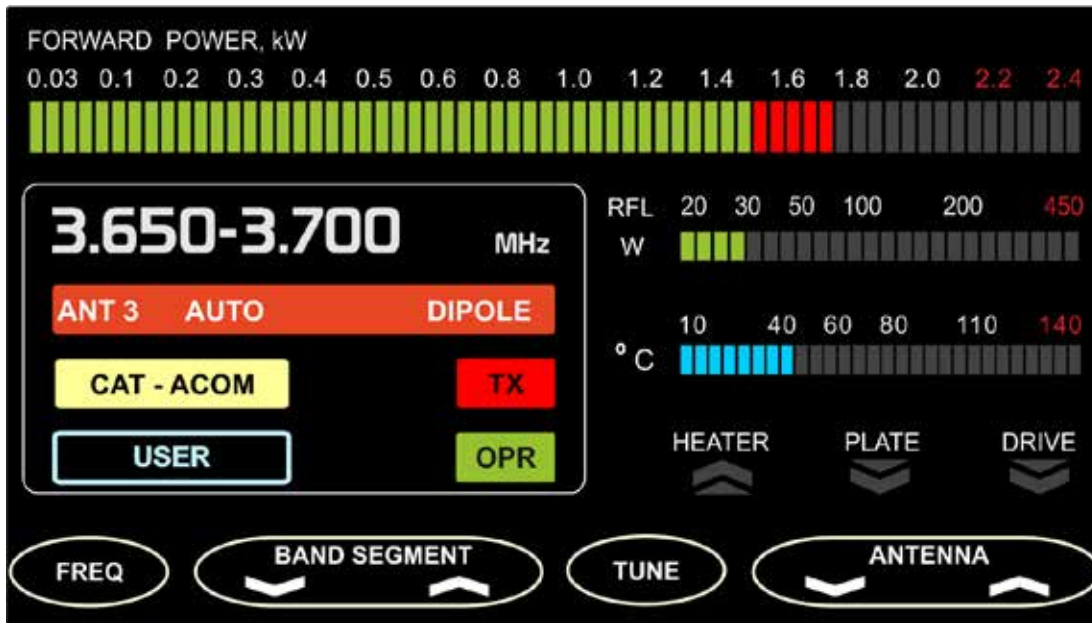 FORWARD POWER, kW
0.03 0.1 0.2 0.3 0.4 0.5 0.6 0.8 1.0 1.2 1.4 1.6 1.8 2.0 2.2 2.4
3.650-3.700 MHz
ANT 3 AUTO DIPOLE
CAT - ACOM TX
USER OPR
RFL 20 30 50 100 200 450
W
10 40 60 80 110 140
° C
HEATER PLATE DRIVE
FREQ BAND SEGMENT TUNE ANTENNA